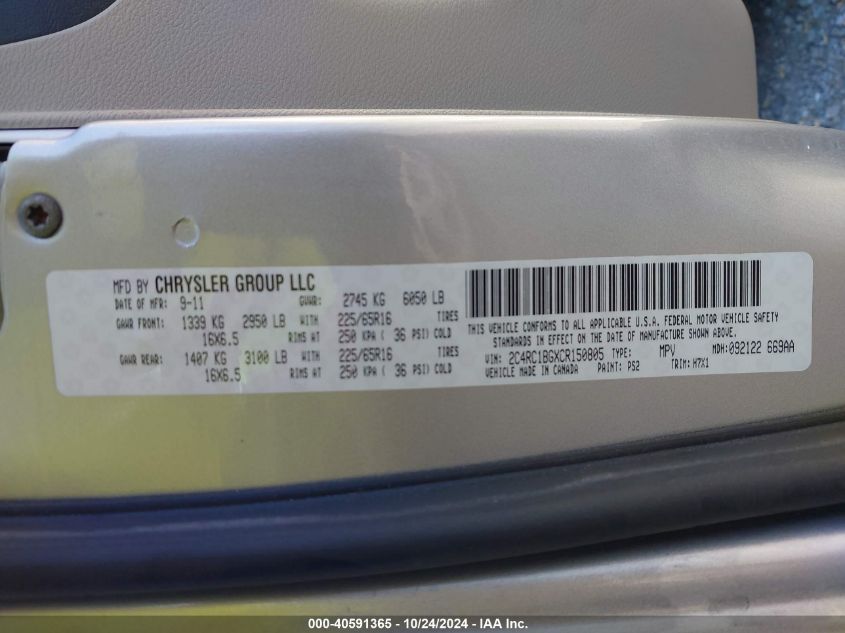 MFD BY CHRYSLER GROUP LLC
DATE OF MFR: 9-11 GVWR: 2745 KG 6050 LB
GAWR FRONT: 1339 KG 2950 LB WITH 225/65R16 TIRES
16X6.5 RIMS AT 250 KPA ( 36 PSI) COLD
GAWR REAR: 1407 KG 3100 LB WITH 225/65R16 TIRES
16X6.5 RIMS AT 250 KPA ( 36 PSI) COLD
THIS VEHICLE CONFORMS TO ALL APPLICABLE U.S.A. FEDERAL MOTOR VEHICLE SAFETY
STANDARDS IN EFFECT ON THE DATE OF MANUFACTURE SHOWN ABOVE.
VIN: 2C4RC1BGXCR150805 TYPE: MPV MDH: 092122 669AA
VEHICLE MADE IN CANADA PAINT: PS2 TRIM: M7X1
000-40591365 - 10/24/2024 - IAA Inc.